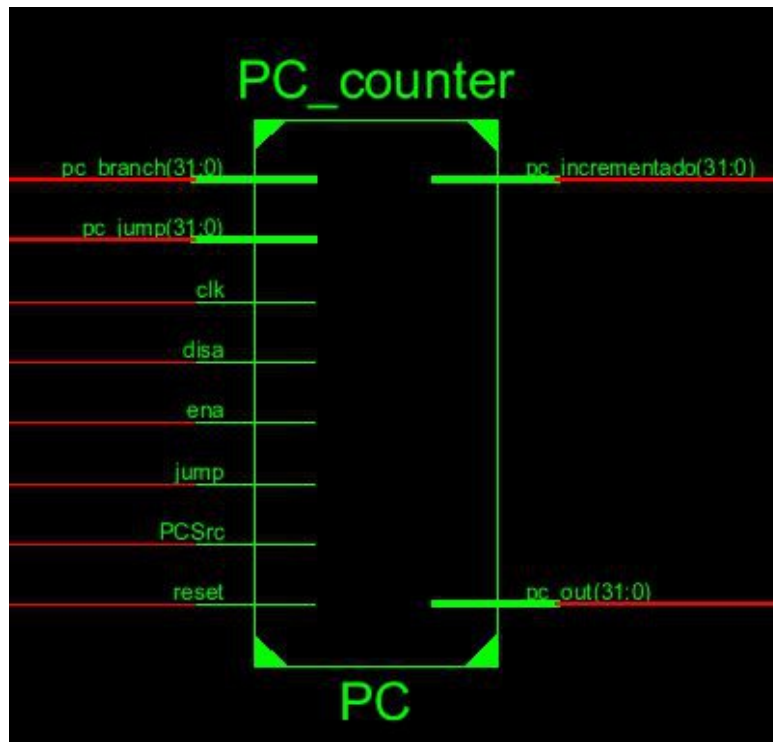 PC_counter
pc_branch(31:0)
pc_incrementado(31:0)
pc_jump(31:0)
clk
disa
ena
jump
PCSrc
reset
pc_out(31:0)
PC